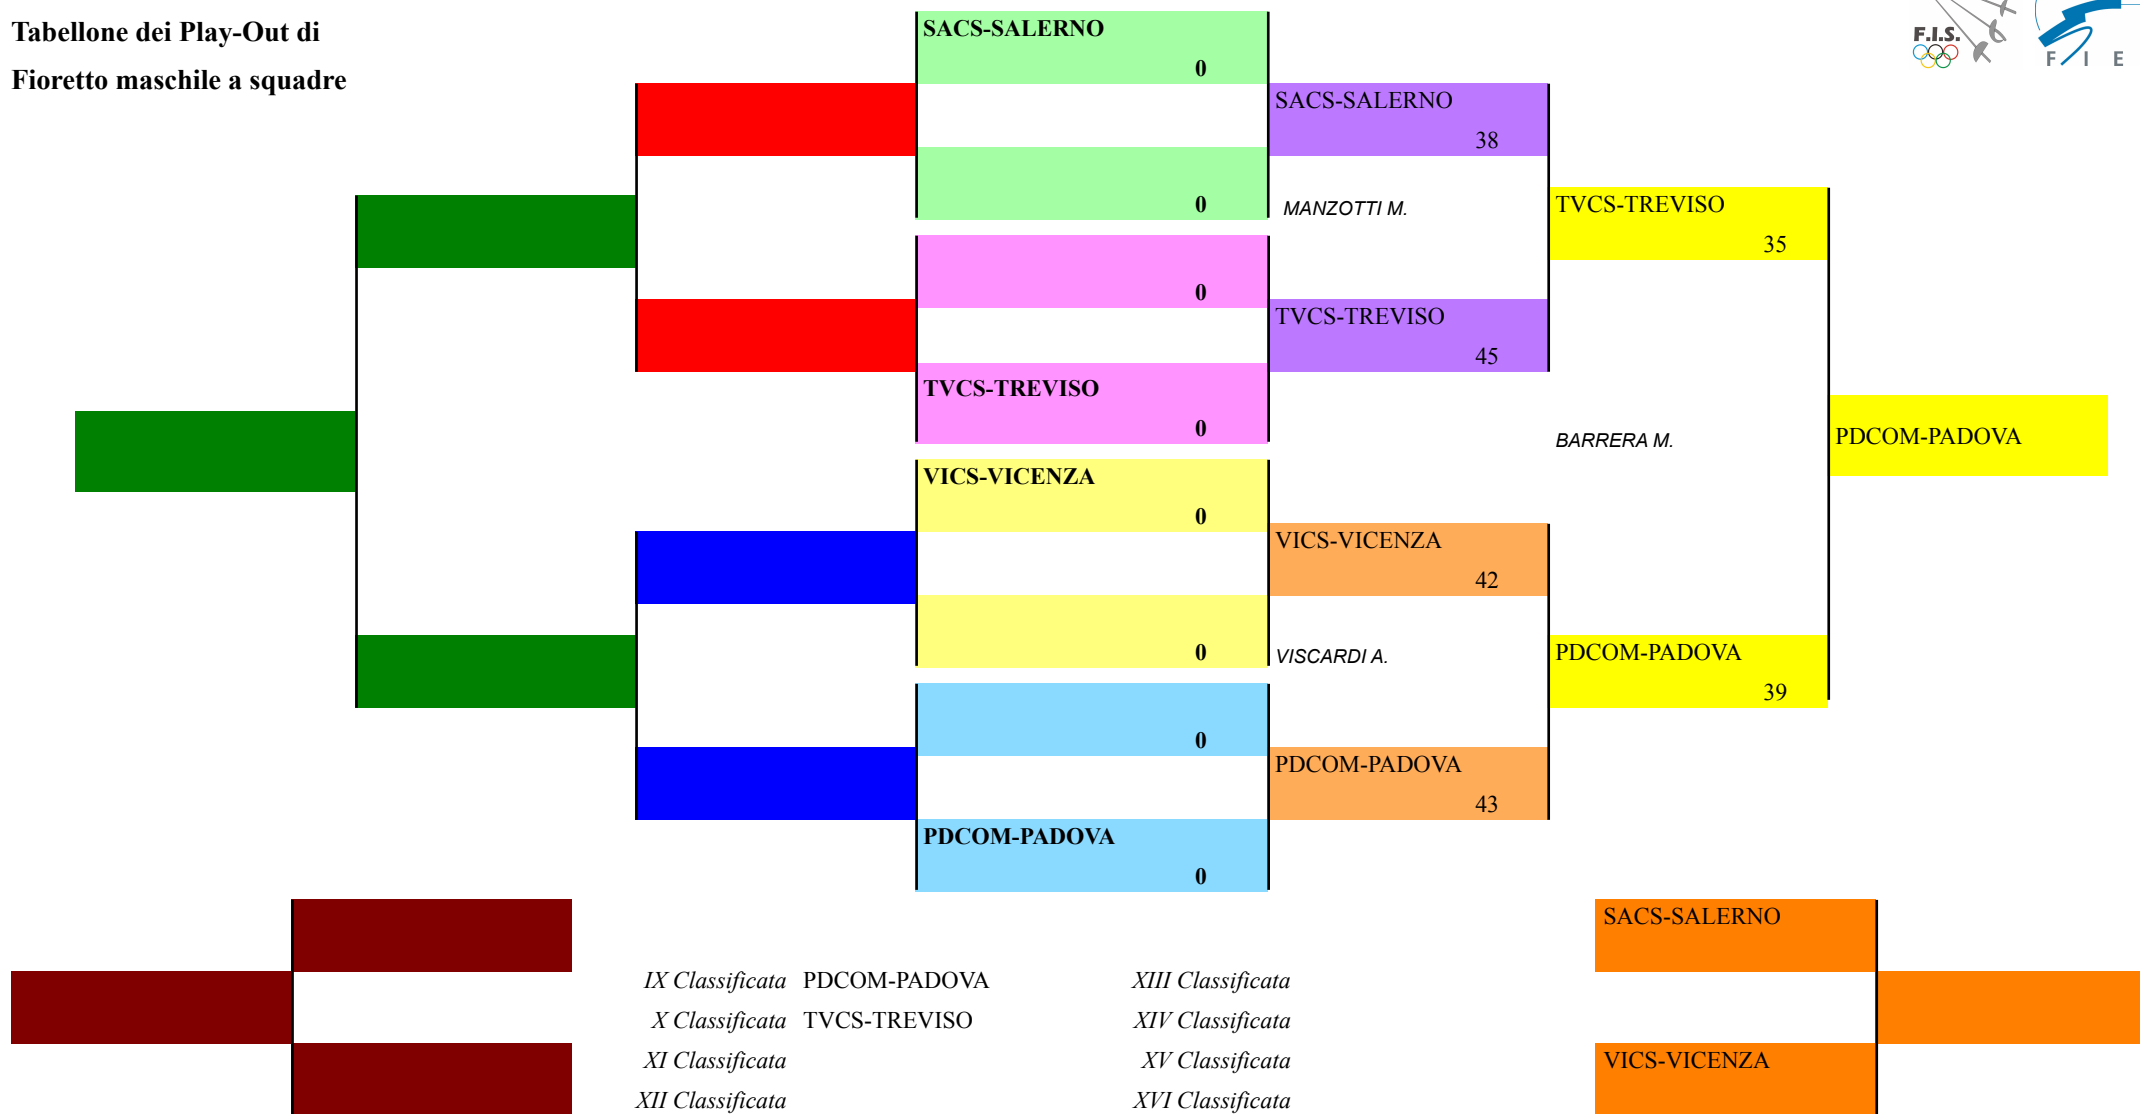 Tabellone dei Play-Out di
Fioretto maschile a squadre
F.I.S.
F I E
SACS-SALERNO
0
0
0
TVCS-TREVISO
0
VICS-VICENZA
0
0
0
PDCOM-PADOVA
0
SACS-SALERNO
38
MANZOTTI M.
TVCS-TREVISO
45
VICS-VICENZA
42
VISCARDI A.
PDCOM-PADOVA
43
TVCS-TREVISO
35
BARRERA M.
PDCOM-PADOVA
39
PDCOM-PADOVA
SACS-SALERNO
VICS-VICENZA
IX Classificata PDCOM-PADOVA
X Classificata TVCS-TREVISO
XI Classificata
XII Classificata
XIII Classificata
XIV Classificata
XV Classificata
XVI Classificata